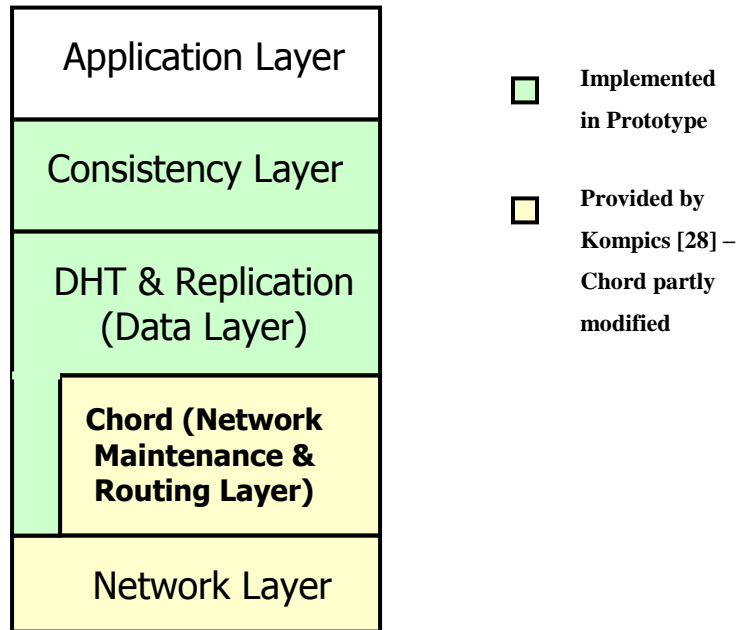 Application Layer
Consistency Layer
DHT & Replication
(Data Layer)
Chord (Network
Maintenance &
Routing Layer)
Network Layer
Implemented
in Prototype
Provided by
Kompics [28] –
Chord partly
modified